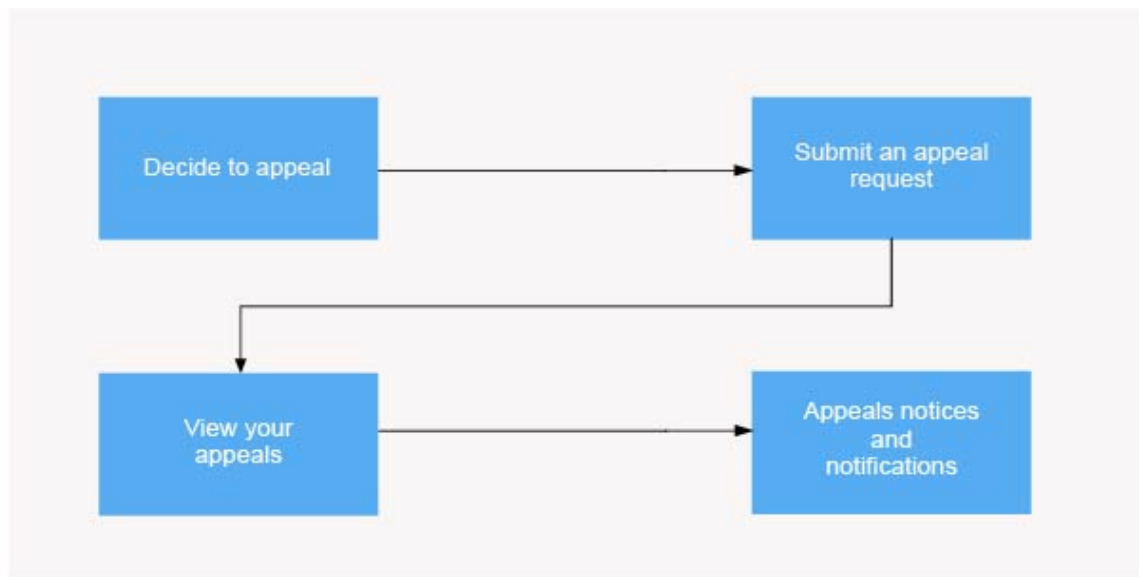 Decide to appeal
Submit an appeal
request
View your
appeals
Appeals notices
and
notifications